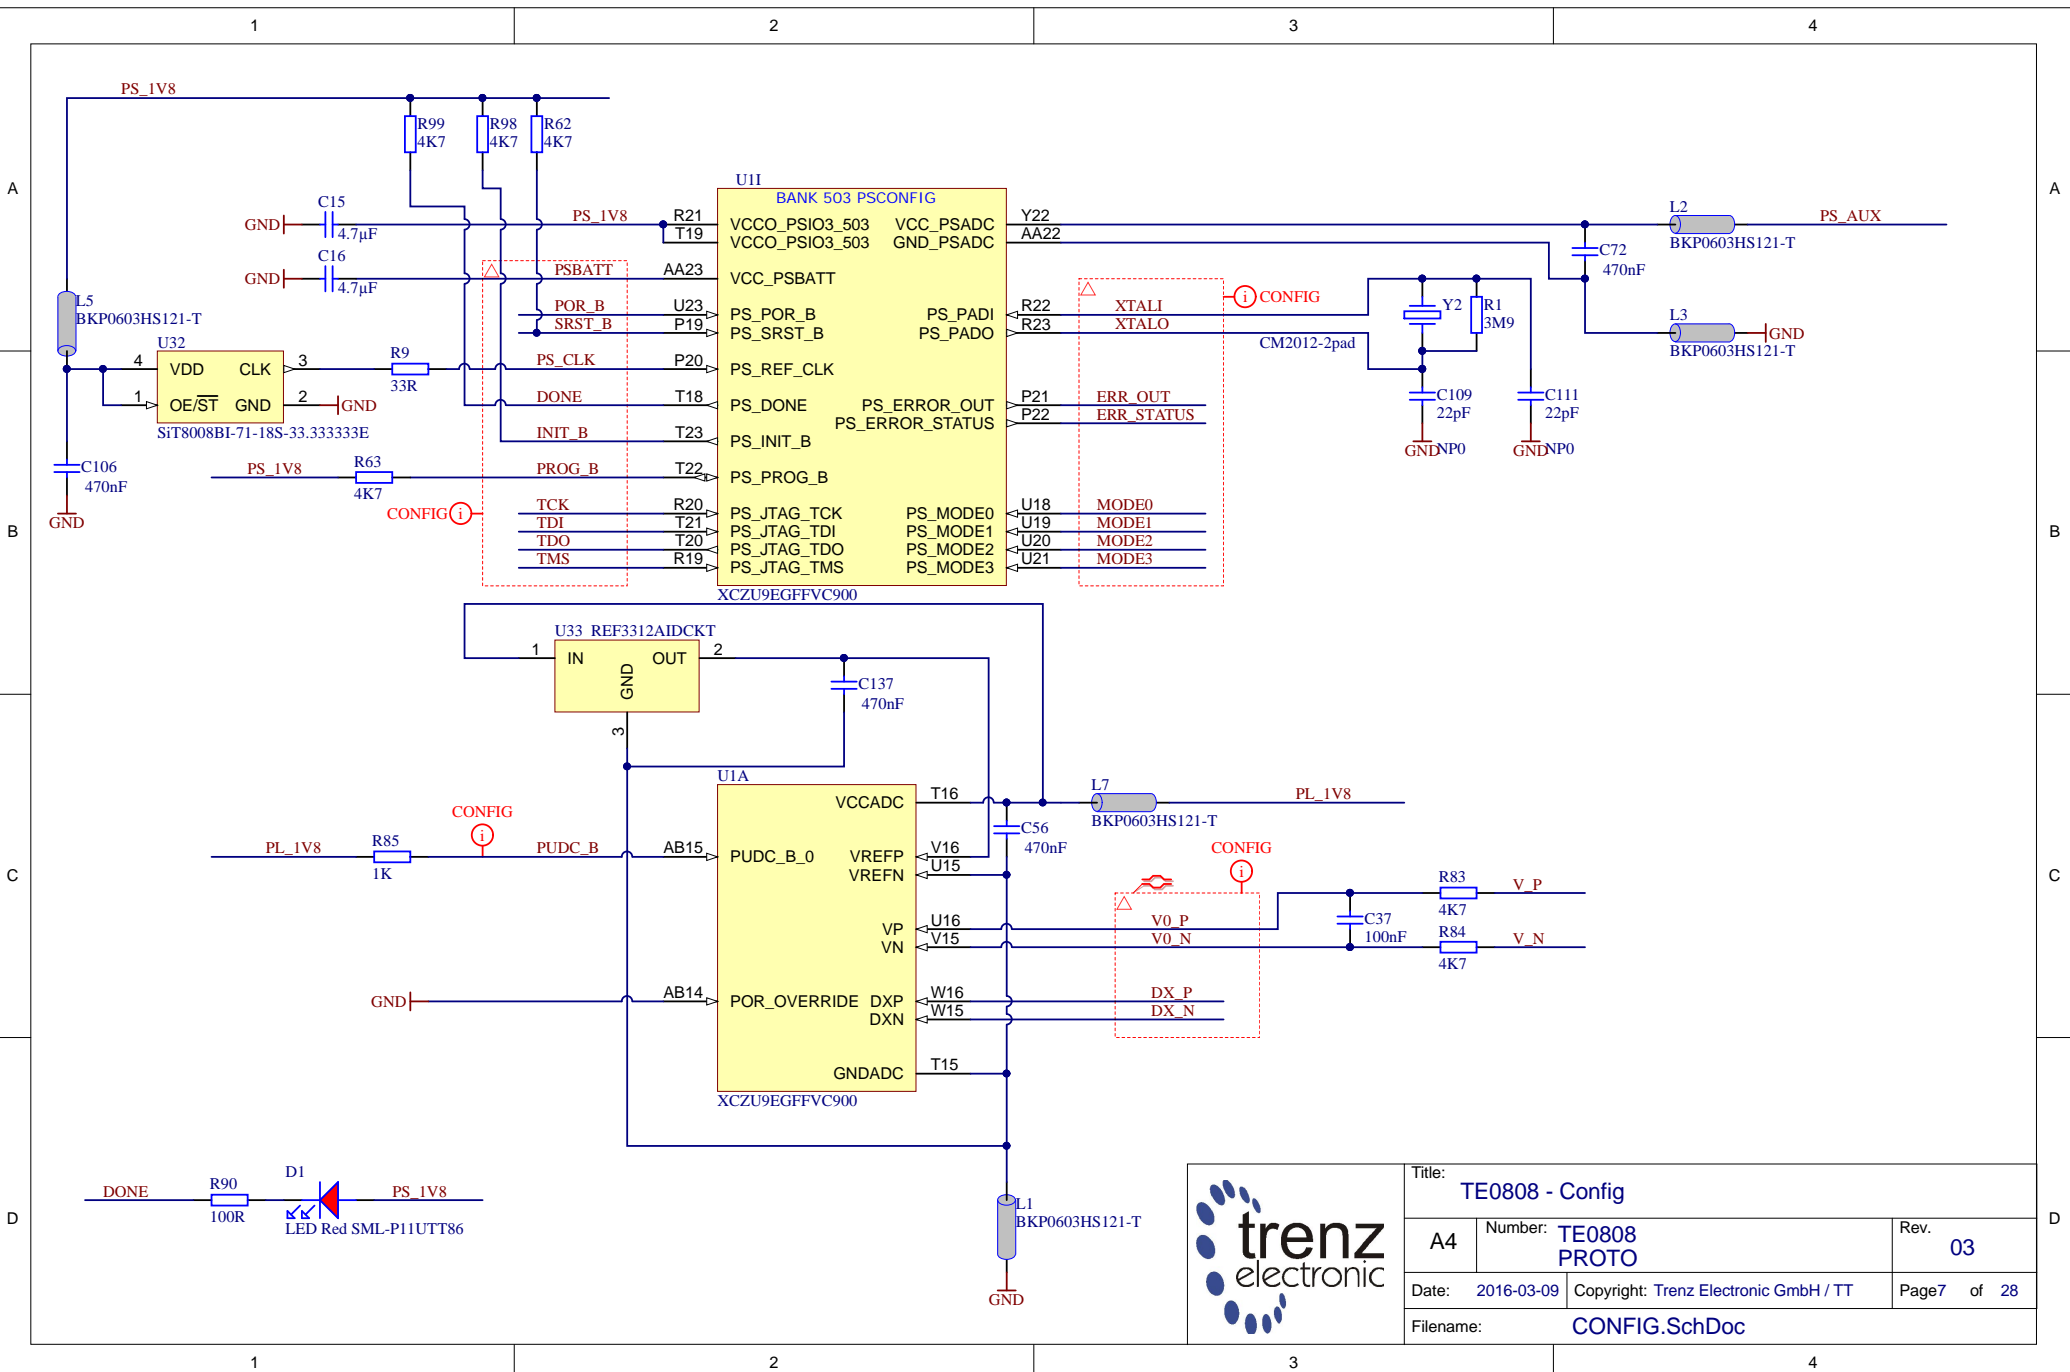 1 2 3 4
A A
B B
C C
D D
PS_1V8
R99 4K7
R98 4K7
R62 4K7
U1I
BANK 503 PSCONFIG
C15 4.7µF
GND
PS_1V8
R21 VCCO_PSIO3_503
T19 VCCO_PSIO3_503
VCC_PSADC Y22
GND_PSADC AA22
L2
BKP0603HS121-T
PS_AUX
C72
470nF
C16 4.7µF
GND
PSBATT AA23 VCC_PSBATT
CONFIG
L5
BKP0603HS121-T
POR_B U23 PS_POR_B
SRST_B P19 PS_SRST_B
PS_PADI R22 XTALI
PS_PADO R23 XTALO
Y2
CM2012-2pad
R1
3M9
L3
BKP0603HS121-T
GND
U32
4 VDD CLK 3
1 OE/ST GND 2
GND
SiT8008BI-71-18S-33.333333E
R9
33R
PS_CLK P20 PS_REF_CLK
DONE T18 PS_DONE
PS_ERROR_OUT P21 ERR_OUT
PS_ERROR_STATUS P22 ERR_STATUS
INIT_B T23 PS_INIT_B
C109
22pF
GND NP0
C111
22pF
GND NP0
C106
470nF
GND
PS_1V8
R63
4K7
PROG_B T22 PS_PROG_B
CONFIG
TCK R20 PS_JTAG_TCK
TDI T21 PS_JTAG_TDI
TDO T20 PS_JTAG_TDO
TMS R19 PS_JTAG_TMS
PS_MODE0 U18 MODE0
PS_MODE1 U19 MODE1
PS_MODE2 U20 MODE2
PS_MODE3 U21 MODE3
XCZU9EGFFVC900
U33 REF3312AIDCKT
1 IN OUT 2
GND
3
C137
470nF
U1A
VCCADC T16
L7
BKP0603HS121-T
PL_1V8
C56
470nF
CONFIG
PL_1V8
R85
1K
PUDC_B AB15 PUDC_B_0
VREFP V16
VREFN U15
CONFIG
VP U16 V0_P
VN V15 V0_N
C37
100nF
R83
4K7
V_P
R84
4K7
V_N
GND
AB14 POR_OVERRIDE
DXP W16 DX_P
DXN W15 DX_N
GNDADC T15
XCZU9EGFFVC900
DONE
R90
100R
D1
PS_1V8
LED Red SML-P11UTT86
L1
BKP0603HS121-T
GND
trenz
electronic
Title:
TE0808 - Config
A4
Number: TE0808
PROTO
Rev.
03
Date: 2016-03-09
Copyright: Trenz Electronic GmbH / TT
Page7 of 28
Filename: CONFIG.SchDoc
1 2 3 4